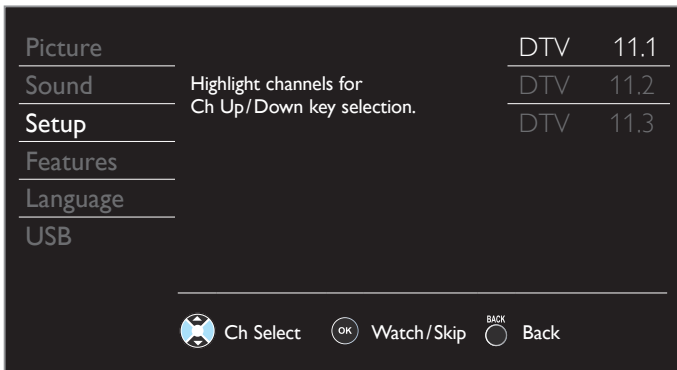 Picture
Sound
Setup
Features
Language
USB
Highlight channels for
Ch Up/Down key selection.
DTV 11.1
DTV 11.2
DTV 11.3
Ch Select OK Watch/Skip BACK Back